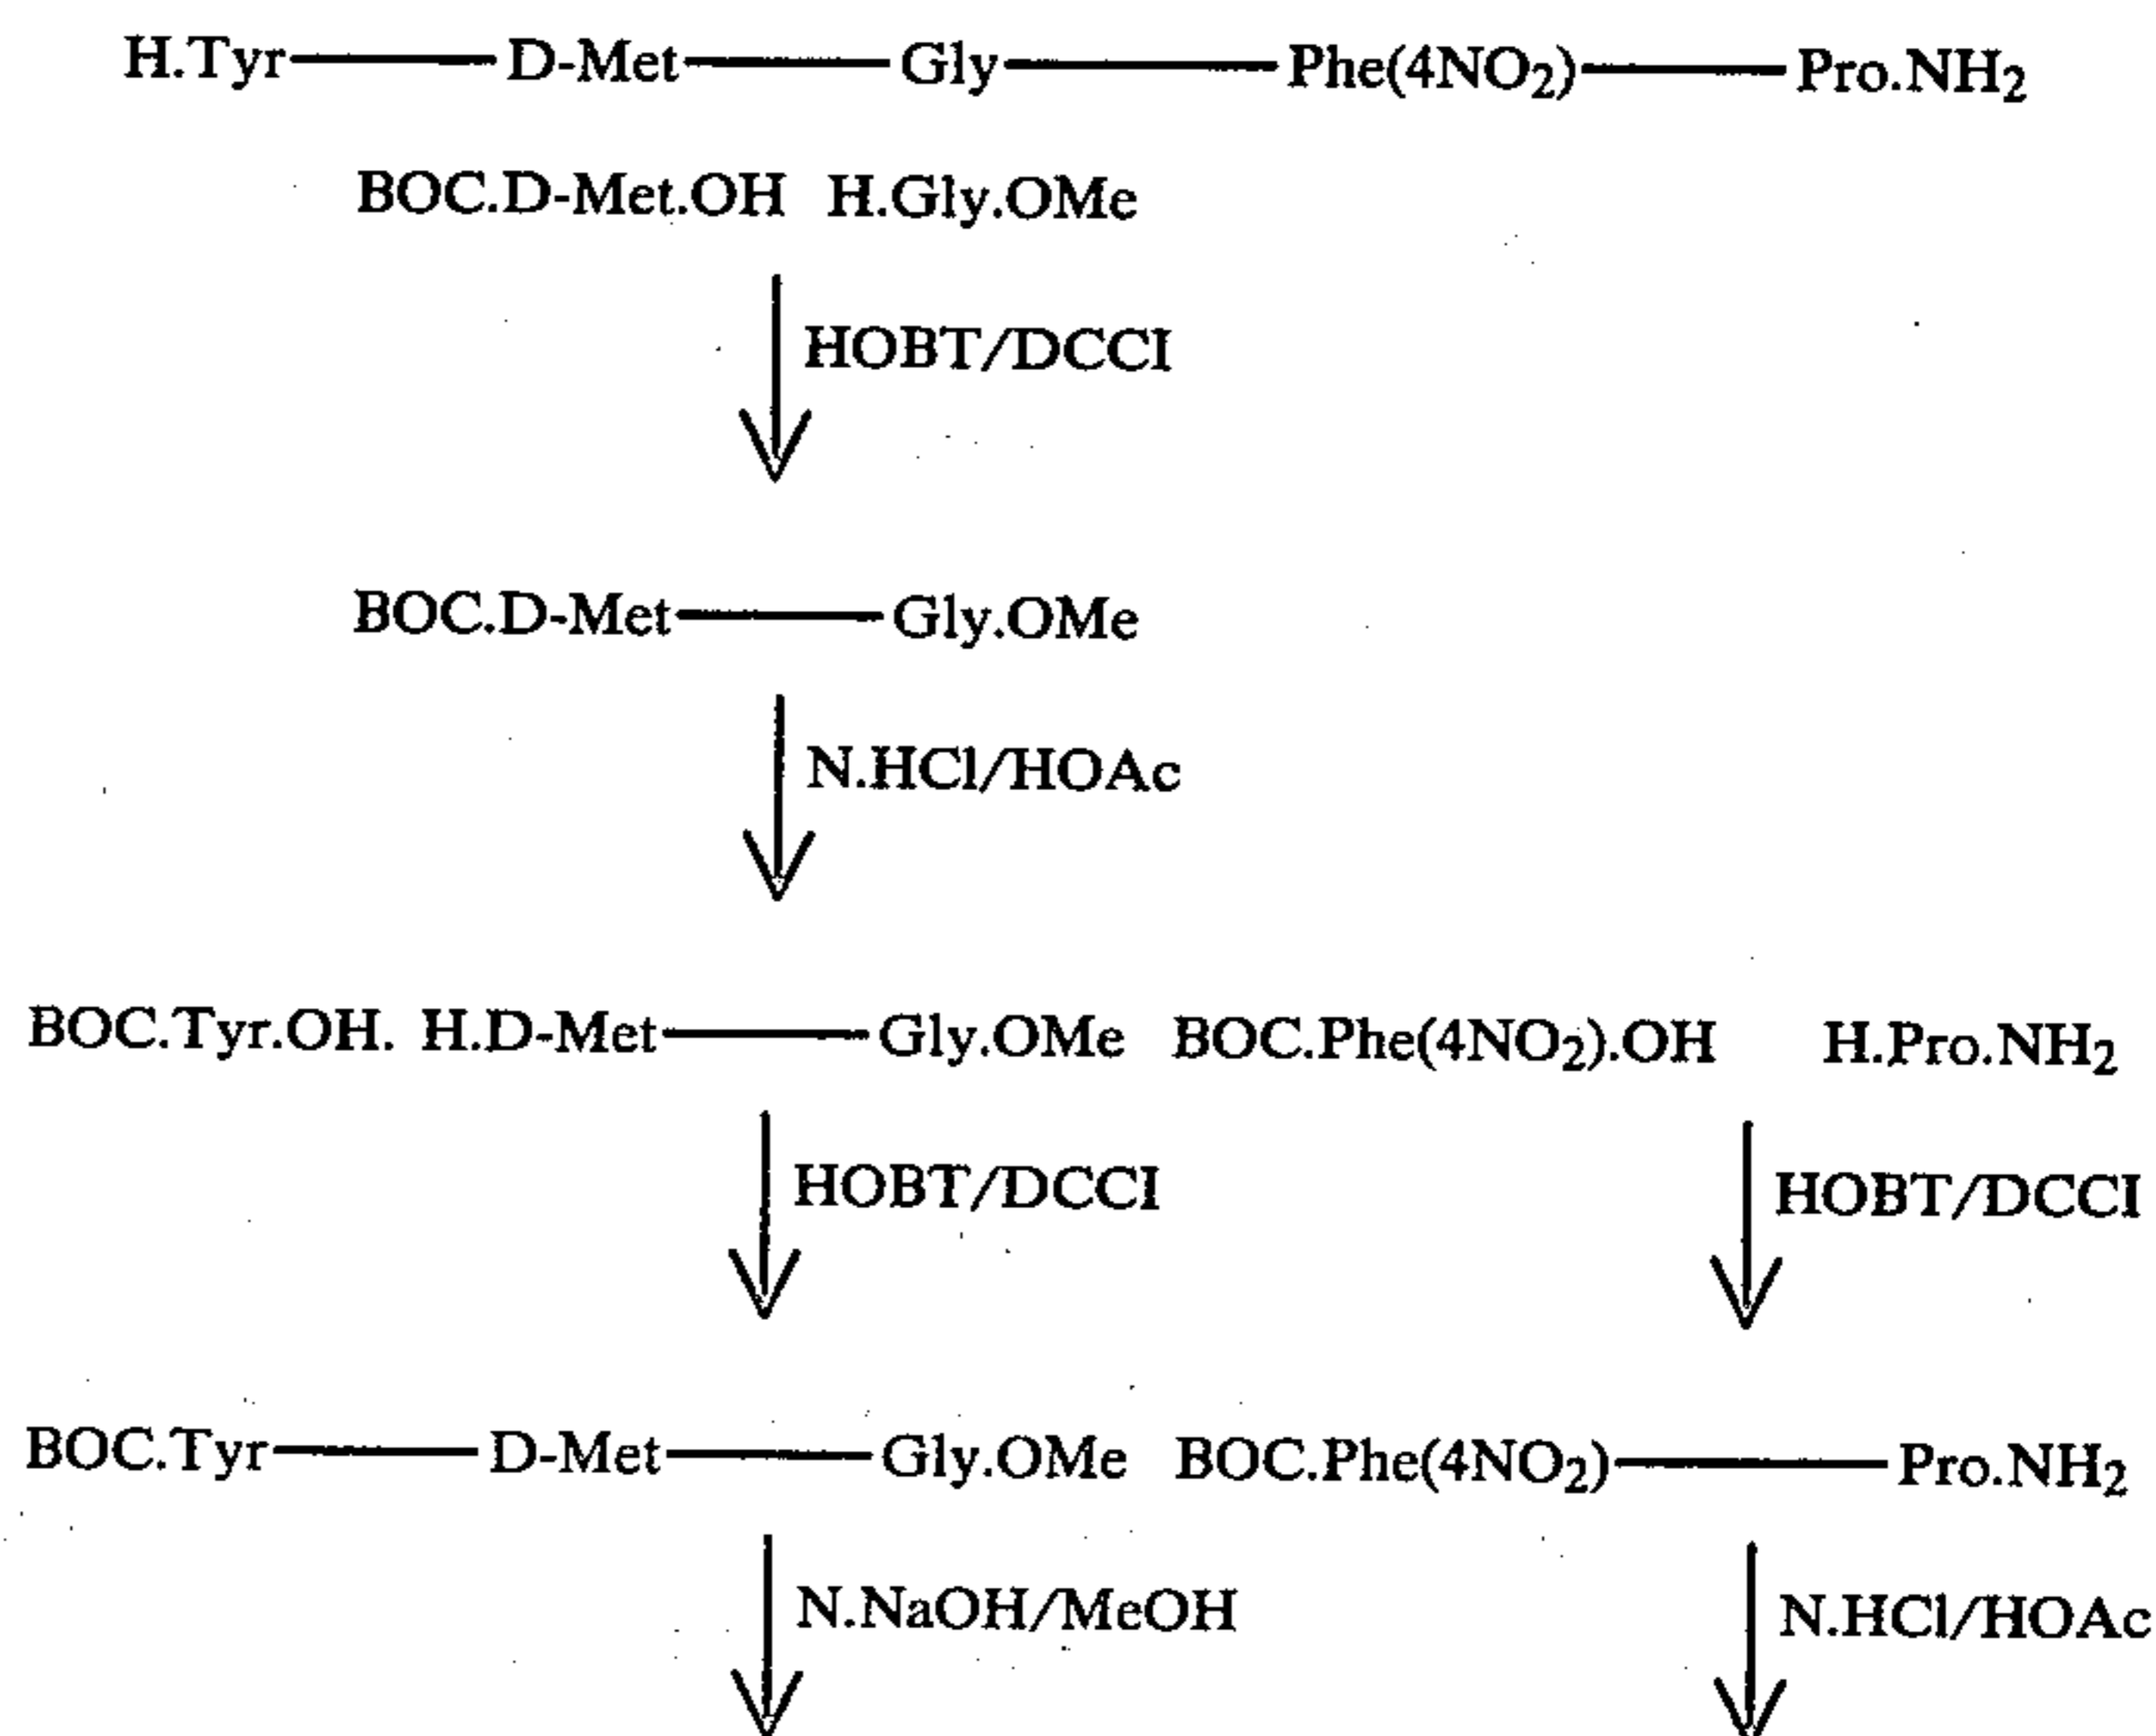 H.Tyr D-Met Gly Phe(4NO2) Pro.NH2
BOC.D-Met.OH H.Gly.OMe
HOBT/DCCI
BOC.D-Met Gly.OMe
N.HCl/HOAc
BOC.Tyr.OH. H.D-Met Gly.OMe BOC.Phe(4NO2).OH H.Pro.NH2
HOBT/DCCI HOBT/DCCI
BOC.Tyr D-Met Gly.OMe BOC.Phe(4NO2) Pro.NH2
N.NaOH/MeOH N.HCl/HOAc